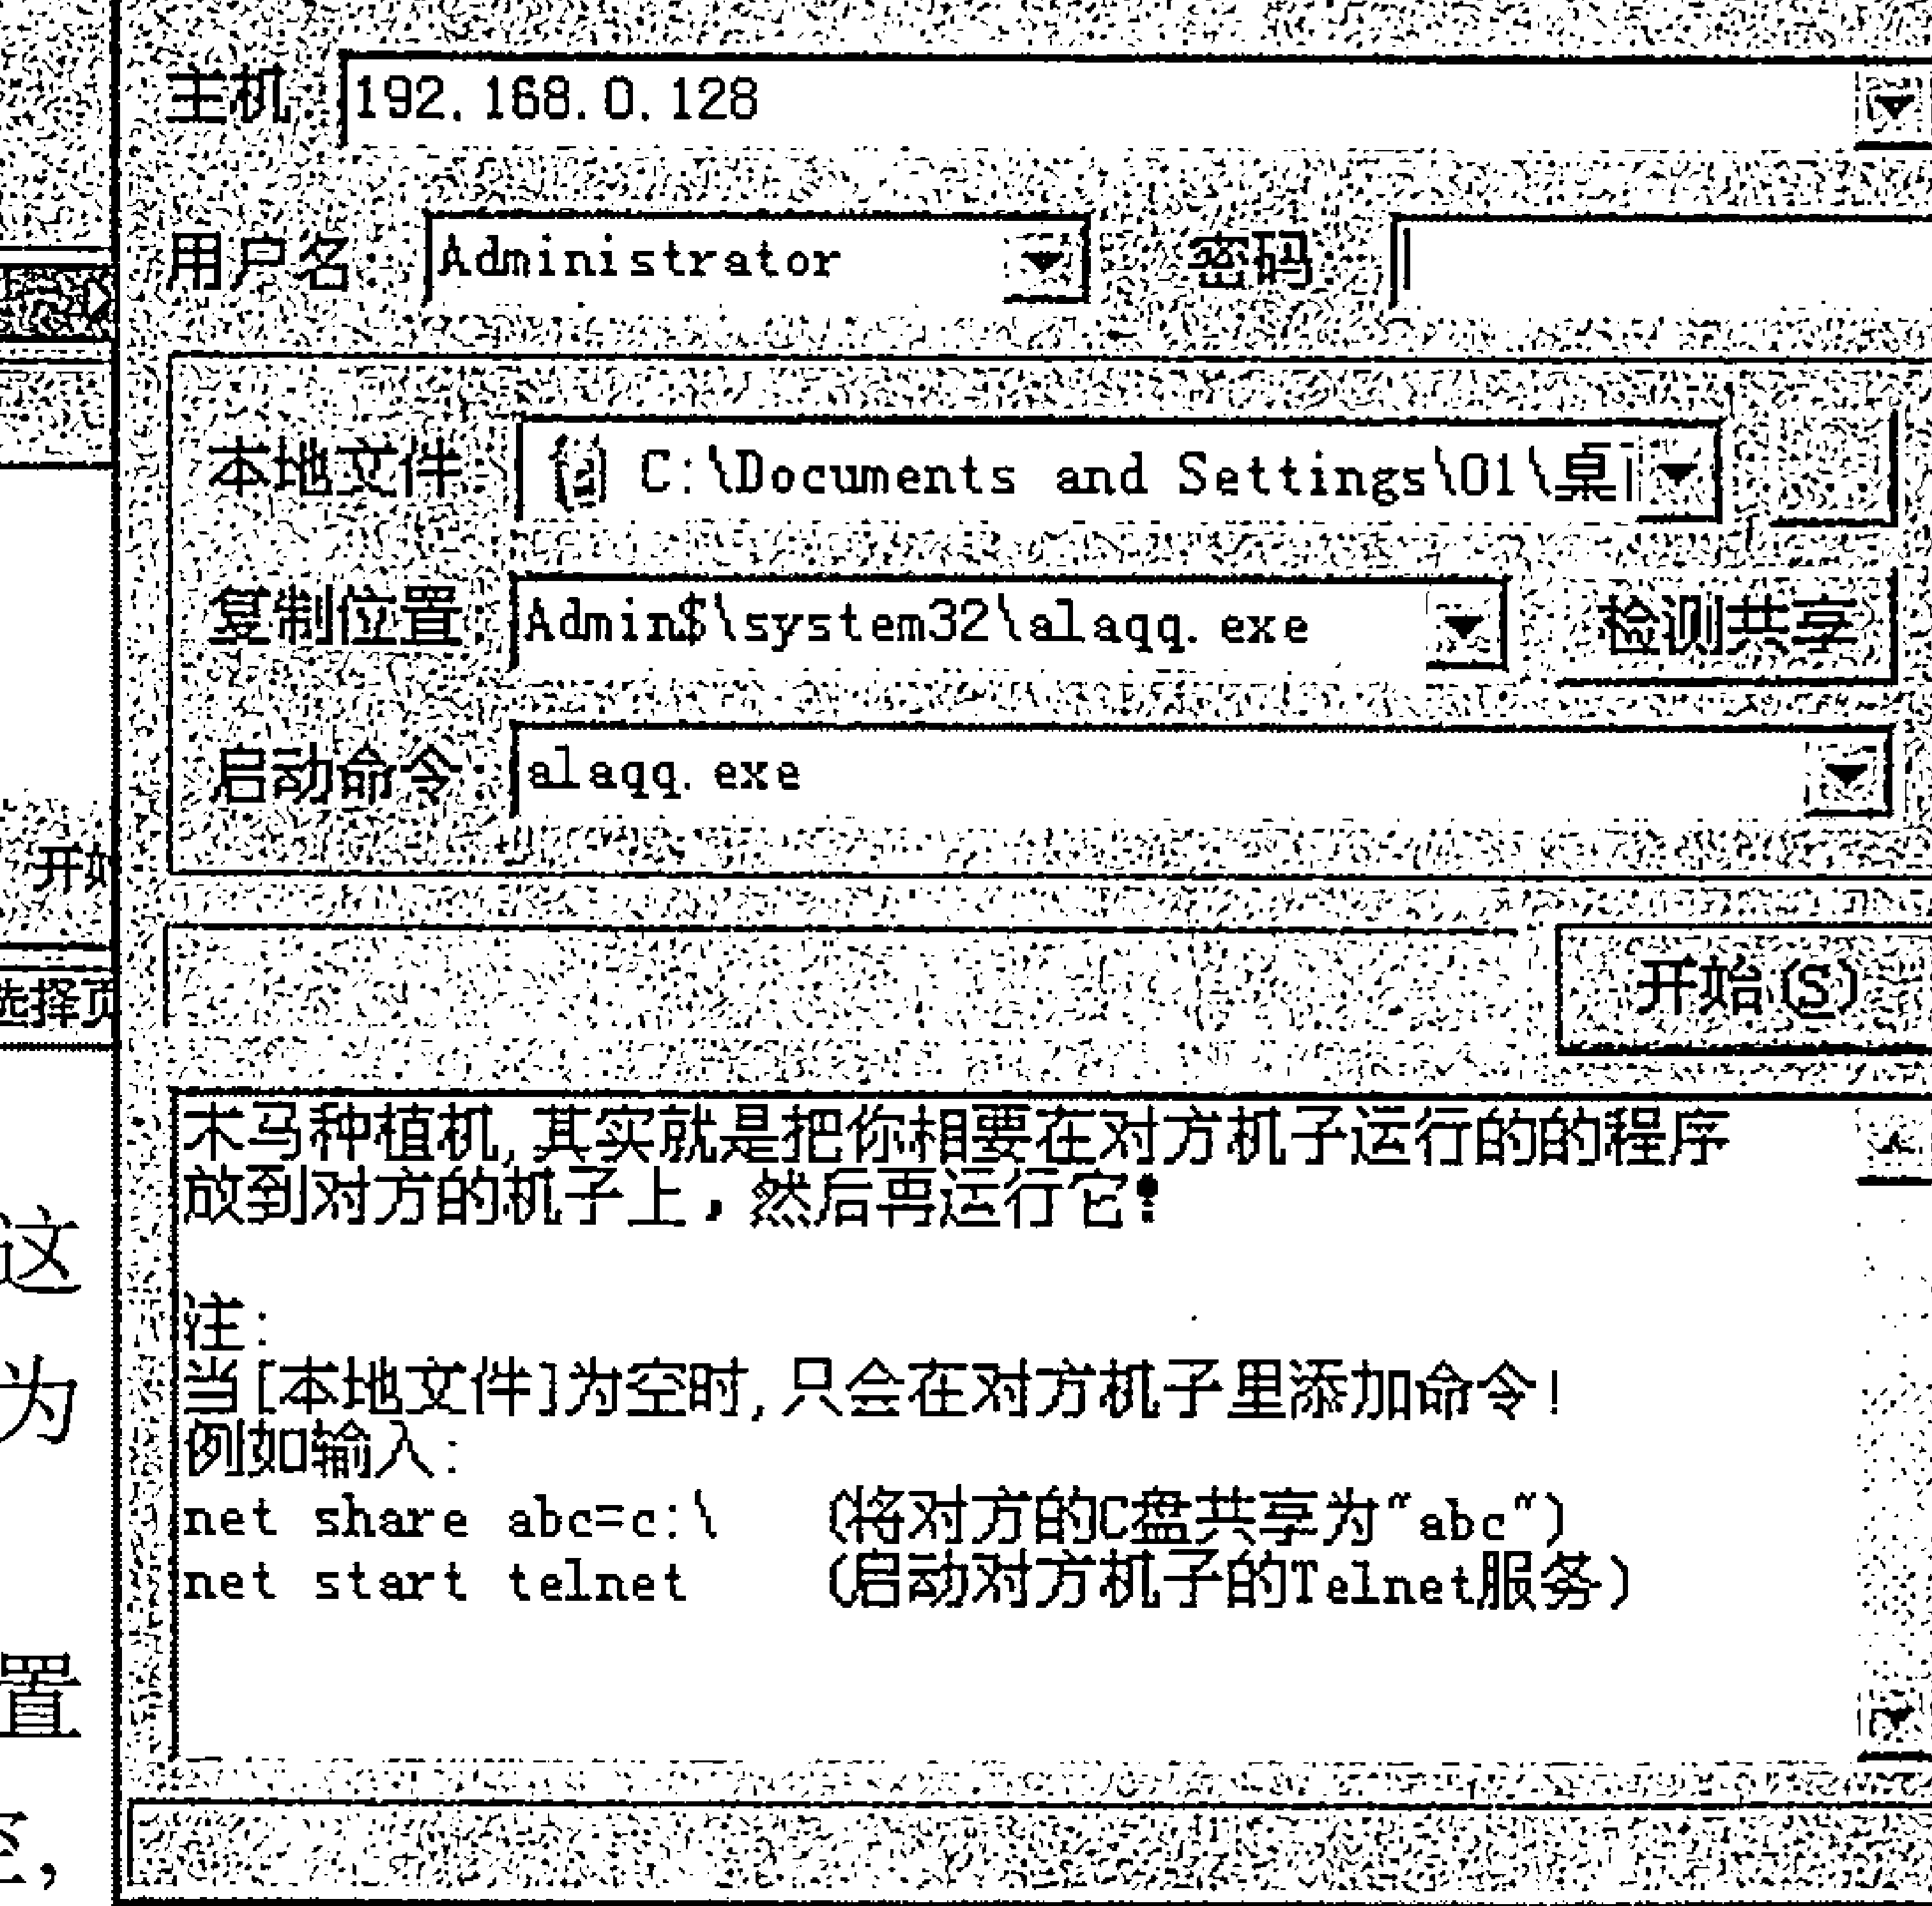 主机 192.168.0.128
用户名 Administrator 密码
本地文件 C:\Documents and Settings\01\桌
复制位置 Admin$\system32\alaqq.exe 检测共享
启动命令 alaqq.exe
开始
开始(S)
选择页
木马种植机,其实就是把你相要在对方机子运行的的程序
放到对方的机子上，然后再运行它!
注:
当[本地文件]为空时,只会在对方机子里添加命令!
例如输入:
net share abc=c:\ (将对方的C盘共享为"abc")
net start telnet (启动对方机子的Telnet服务)
这
为
置